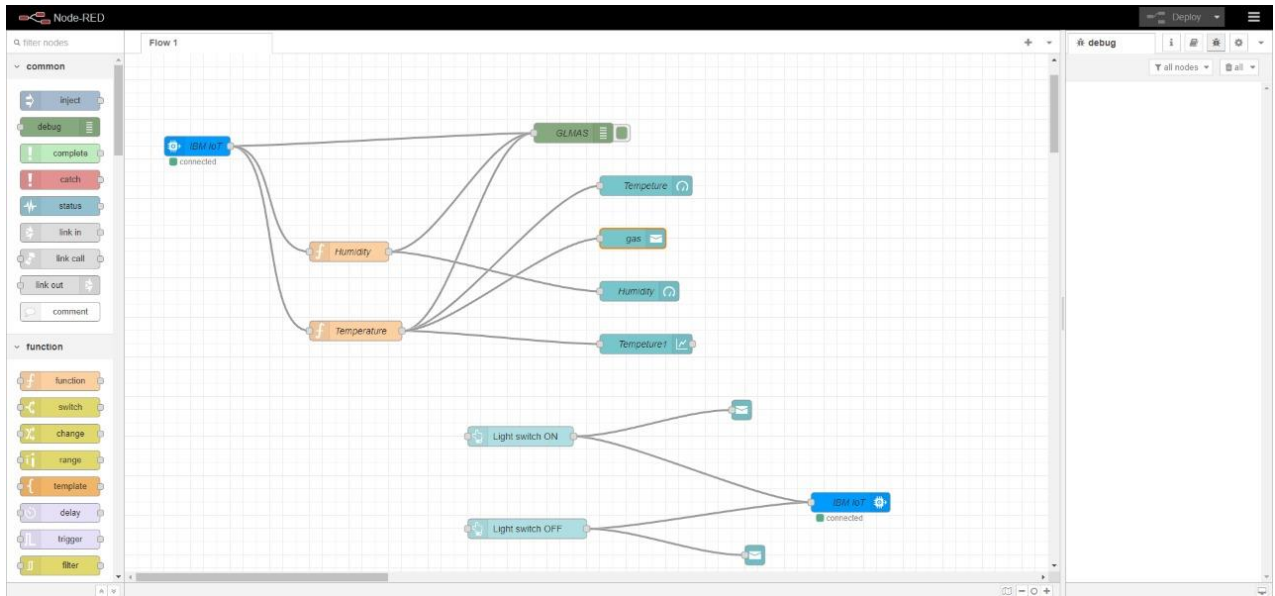 Node-RED
Deploy
filter nodes
common
inject
debug
complete
catch
status
link in
link call
link out
comment
function
function
switch
change
range
template
delay
trigger
filter
Flow 1
IBM IoT
connected
GLMAS
Tempeture
gas
Humidity
Humidity
Temperature
Tempeture1
Light switch ON
IBM IoT
connected
Light switch OFF
debug
i
all nodes
all